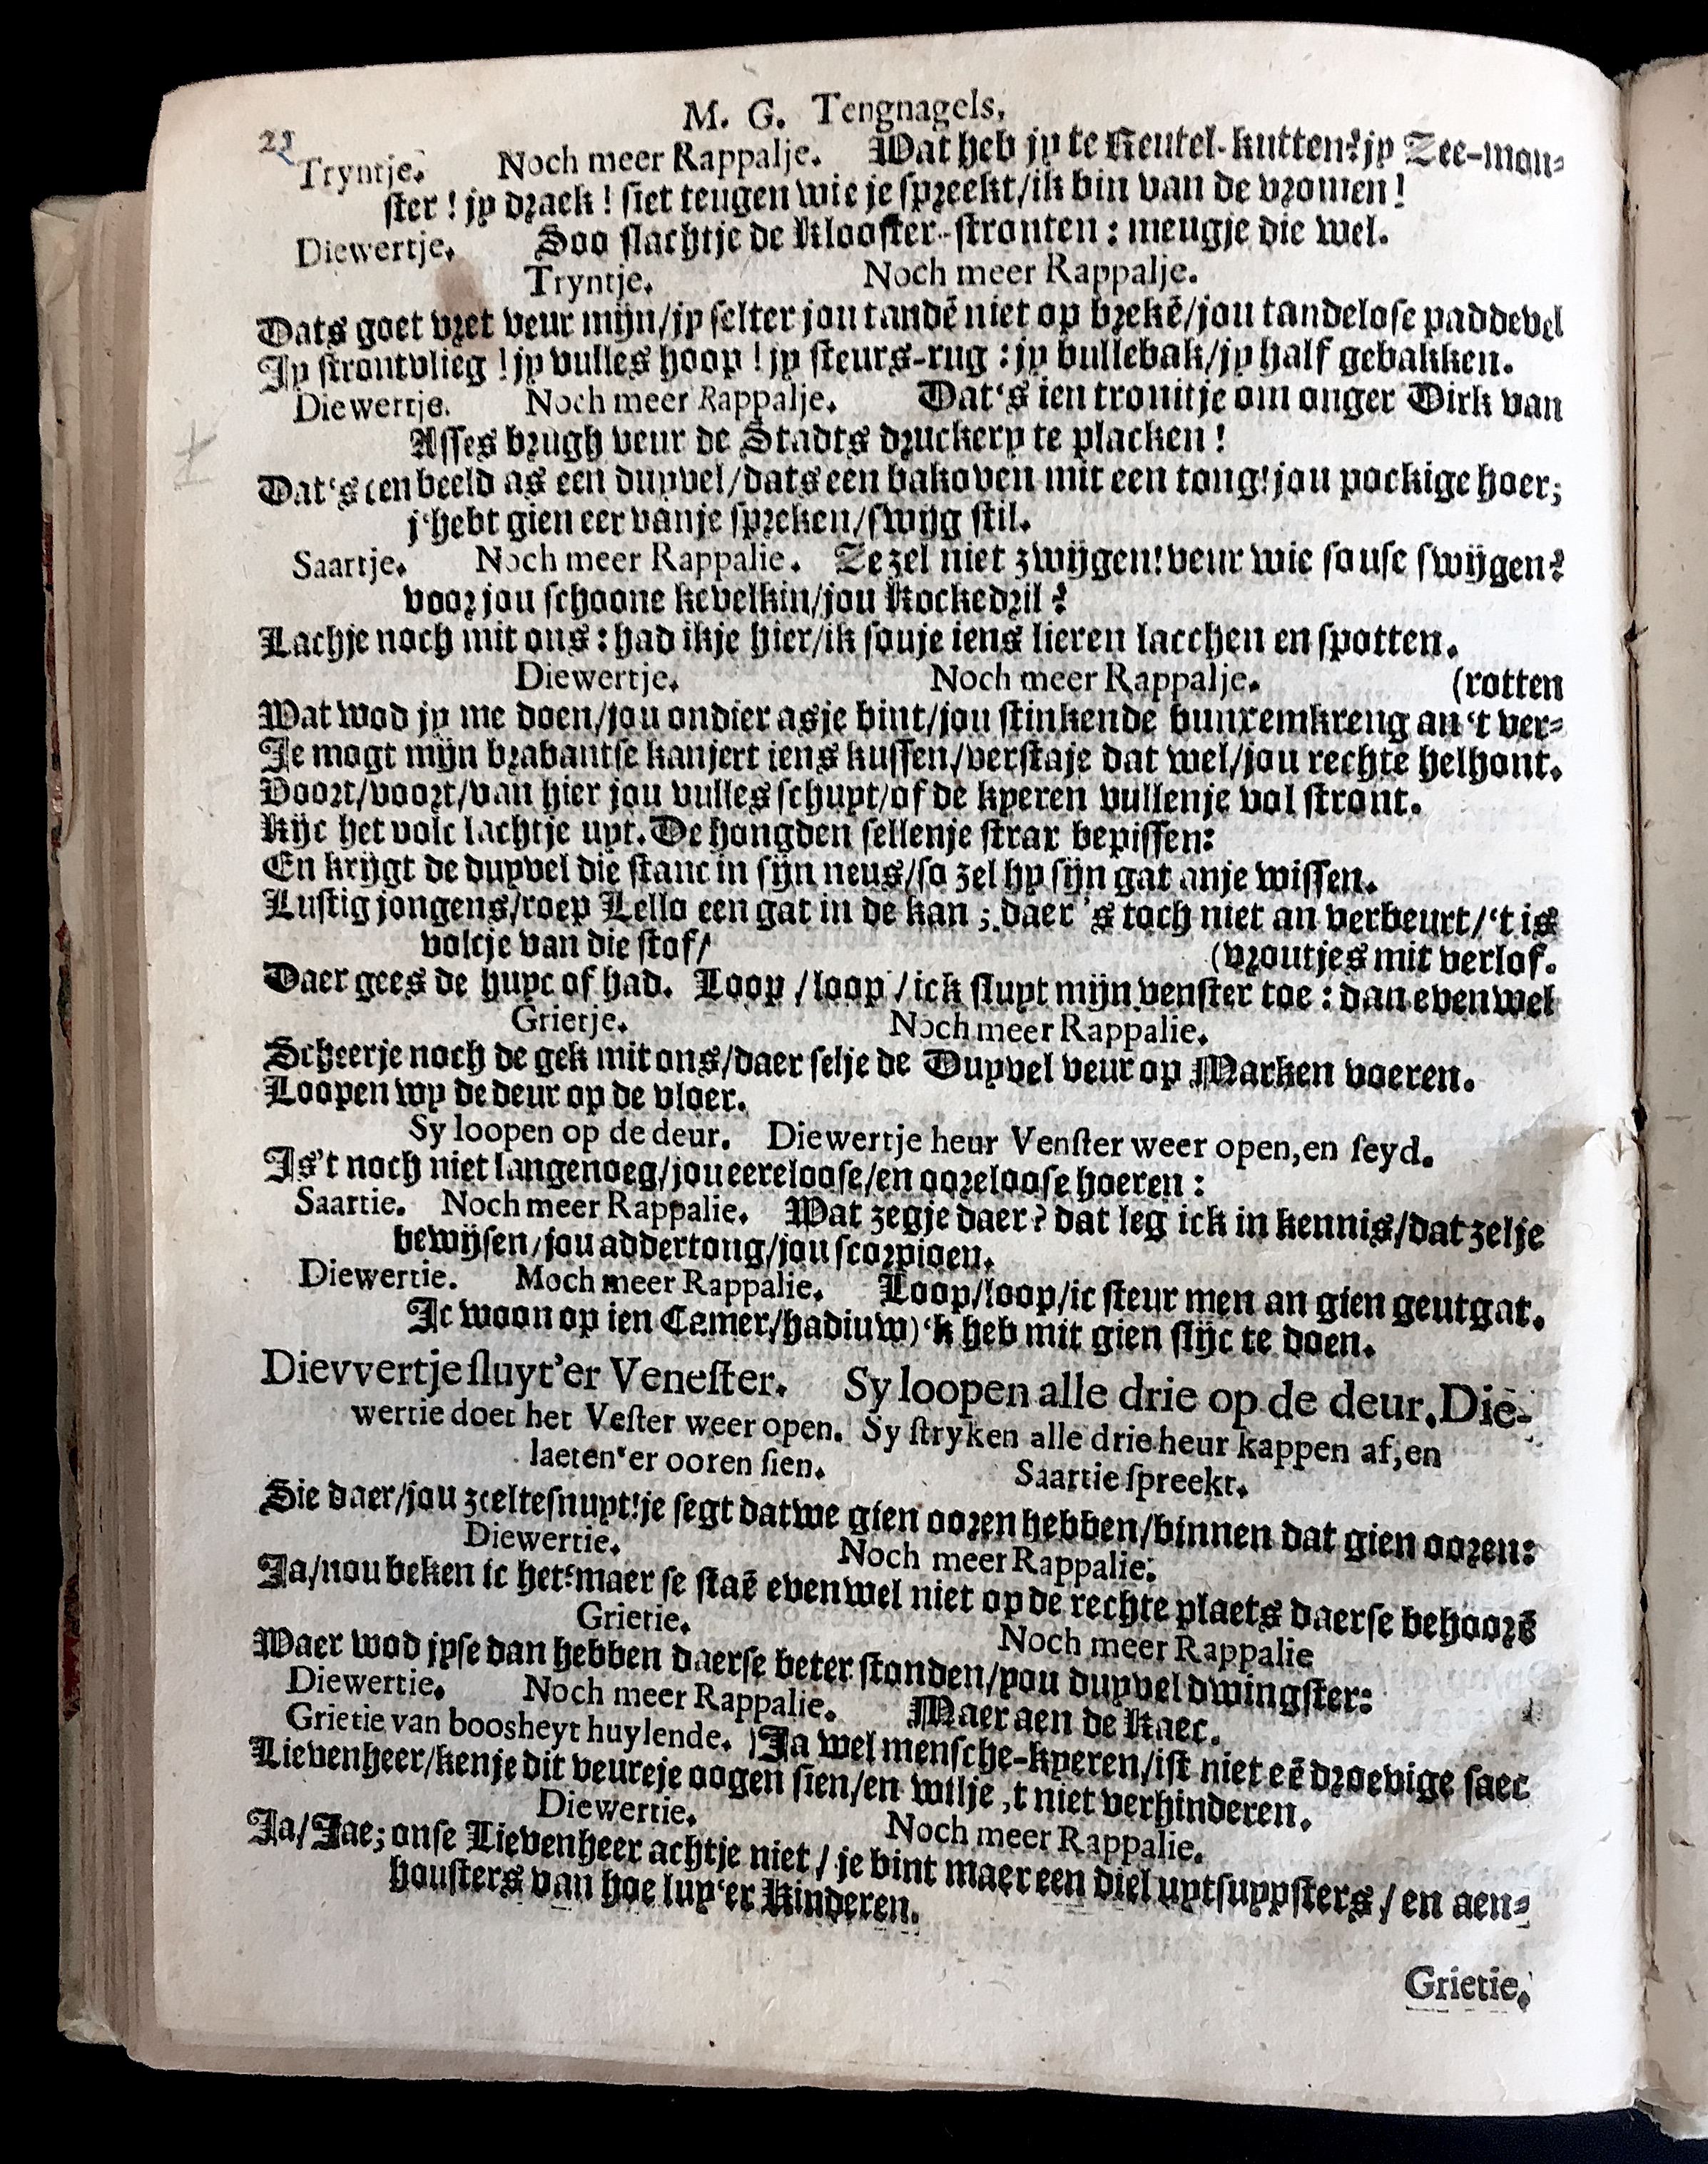 M. G. Tengnagels.
Tryntje. Noch meer Rappalje. Wat heb jy te Keutel-kutten? jy Zee-mon-
ster! jy draek! siet teugen wie je spreekt/ik bin van de vromen!
Diewertje. Soo slachtje de Klooster-stronten: meugje die wel.
Tryntje. Noch meer Rappalje.
Dats goet vret veur mijn/jy selter jou tandẽ niet op brekẽ/jou tandelose paddevel
Jy strontvlieg! jy vulles hoop! jy steurs-rug: jy bullebak/jy half gebakken.
Diewertje. Noch meer Rappalje. Dat's ien tronitje om onger Dirk van
Asses brugh veur de Stadts druckery te placken!
Dat's een beeld as een duyvel/dats een bakoven mit een tong! jou pockige hoer;
j'hebt gien eer vanje spreken/swijg stil.
Saartje. Noch meer Rappalie. Ze zel niet zwijgen! veur wie souse swijgen?
voor jou schoone kevelkin/jou Kockedril?
Lachje noch mit ons: had ikje hier/ik souje iens lieren lacchen en spotten.
Diewertje. Noch meer Rappalje. (rotten
Wat wod jy me doen/jou ondier asje bint/jou stinkende bunxemkreng an 't ver-
Je mogt mijn brabantse kanjert iens kussen/verstaje dat wel/jou rechte helhont.
Voort/voort/van hier jou vulles schuyt/of de kyeren vullenje vol stront.
Kijc het volc lachtje uyt. De hongden sellenje strax bepissen:
En krijgt de duyvel die stanc in sijn neus/so zel hy sijn gat anje wissen.
Lustig jongens/roep Lello een gat in de kan; daer 's toch niet an verbeurt/'t is
volcje van die stof/ (vroutjes mit verlof.
Daer gees de huyc of had. Loop/loop/ick sluyt mijn venster toe: dan evenwel
Grietje. Noch meer Rappalie.
Scheerje noch de gek mit ons/daer selje de Duyvel veur op Marken voeren.
Loopen wy de deur op de vloer.
Sy loopen op de deur. Diewertje heur Venster weer open,en seyd.
Is't noch niet langenoeg/jou eereloose/en ooreloose hoeren:
Saartie. Noch meer Rappalie. Wat zegje daer? dat leg ick in kennis/dat zelje
bewijsen/jou addertong/jou scorpioen.
Diewertie. Moch meer Rappalie. Loop/loop/ic steur men an gien geutgat.
Ic woon op ien Camer/hadiuw) 'k heb mit gien slijc te doen.
Dievvertje sluyt'er Venester. Sy loopen alle drie op de deur. Die-
wertie doet het Vester weer open. Sy stryken alle drie heur kappen af,en
laeten'er ooren sien. Saartie spreekt.
Sie daer/jou zeeltesnuyt! je segt datwe gien ooren hebben/binnen dat gien ooren:
Diewertie. Noch meer Rappalie:
Ja/nou beken ic het: maer se staẽ evenwel niet op de rechte plaets daerse behoorẽ
Grietie. Noch meer Rappalie
Waer wod jyse dan hebben daerse beter stonden/you duyvel dwingster:
Diewertie. Noch meer Rappalie. Maer aen de Kaec.
Grietie van boosheyt huylende. )Ja wel mensche-kyeren/ist niet eẽ droevige saec
Lievenheer/kenje dit veureje oogen sien/en wilje ,t niet verhinderen.
Diewertie. Noch meer Rappalie.
Ja/Jae; onse Lievenheer achtje niet/je bint maer een diel uytsuypsters/en aen-
housters van hoe luy'er Kinderen.
Grietie.